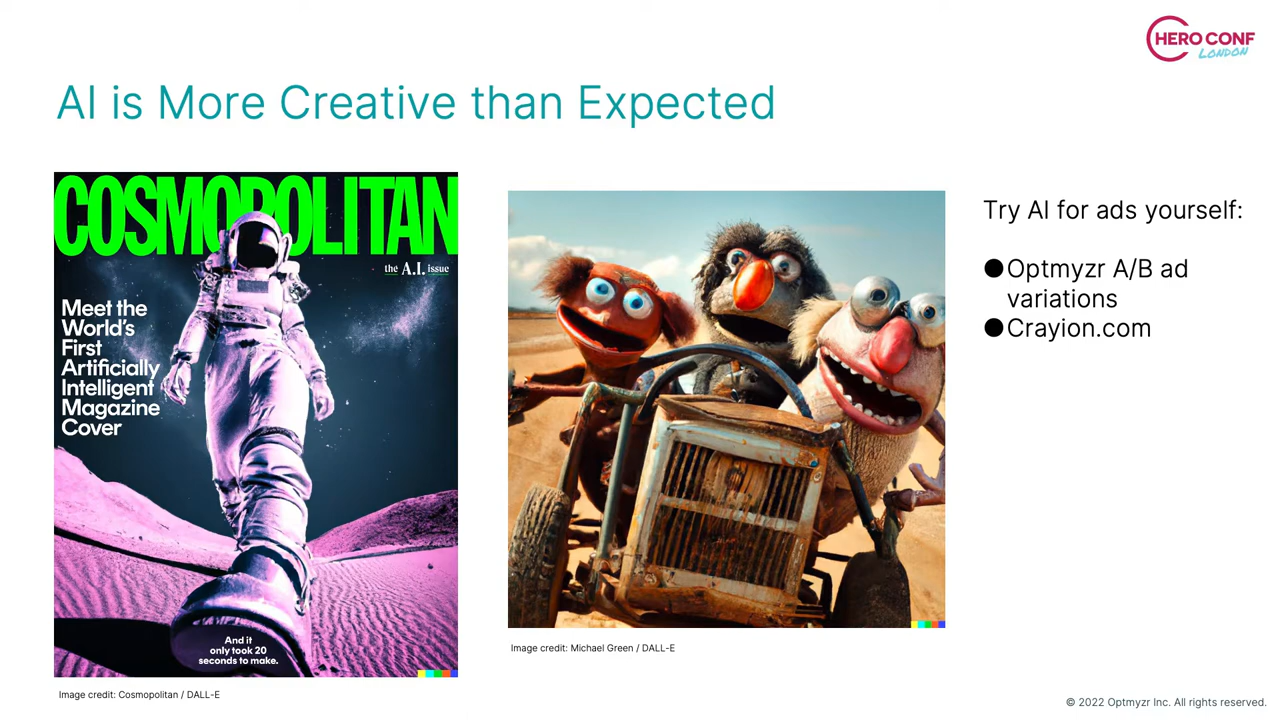 HERO CONF
LONDON
AI is More Creative than Expected
COSMOPOLITAN
the A.I. issue
Meet the
World's
First
Artificially
Intelligent
Magazine
Cover
And it
only took 20
seconds to make.
Image credit: Cosmopolitan / DALL-E
Image credit: Michael Green / DALL-E
Try AI for ads yourself:
●Optmyzr A/B ad
variations
●Crayion.com
© 2022 Optmyzr Inc. All rights reserved.